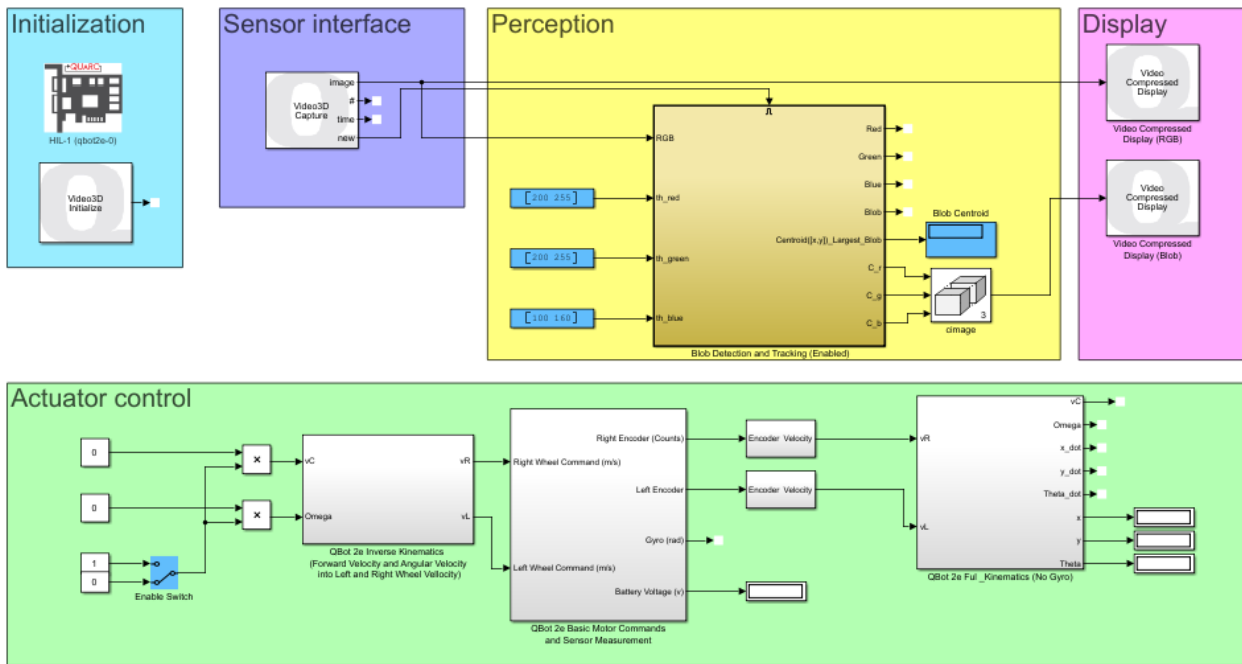 Initialization
QUARC
HIL-1 (qbot2e-0)
Video3D
Initialize
Sensor interface
Video3D
Capture
image
#
time
new
Perception
RGB
th_red
th_green
th_blue
[200 255]
[200 255]
[100 160]
Red
Green
Blue
Blob
Centroid([x,y])_Largest_Blob
C_r
C_g
C_b
Blob Detection and Tracking (Enabled)
Blob Centroid
3
cimage
Display
Video
Compressed
Display
Video Compressed
Display (RGB)
Video
Compressed
Display
Video Compressed
Display (Blob)
Actuator control
0
0
1
0
Enable Switch
×
×
vC
Omega
vR
vL
QBot 2e Inverse Kinematics
(Forward Velocity and Angular Velocity
into Left and Right Wheel Vellocity)
Right Wheel Command (m/s)
Left Wheel Command (m/s)
Right Encoder (Counts)
Left Encoder
Gyro (rad)
Battery Voltage (v)
QBot 2e Basic Motor Commands
and Sensor Measurement
Encoder Velocity
Encoder Velocity
vR
vL
vC
Omega
x_dot
y_dot
Theta_dot
x
y
Theta
QBot 2e Ful _Kinematics (No Gyro)